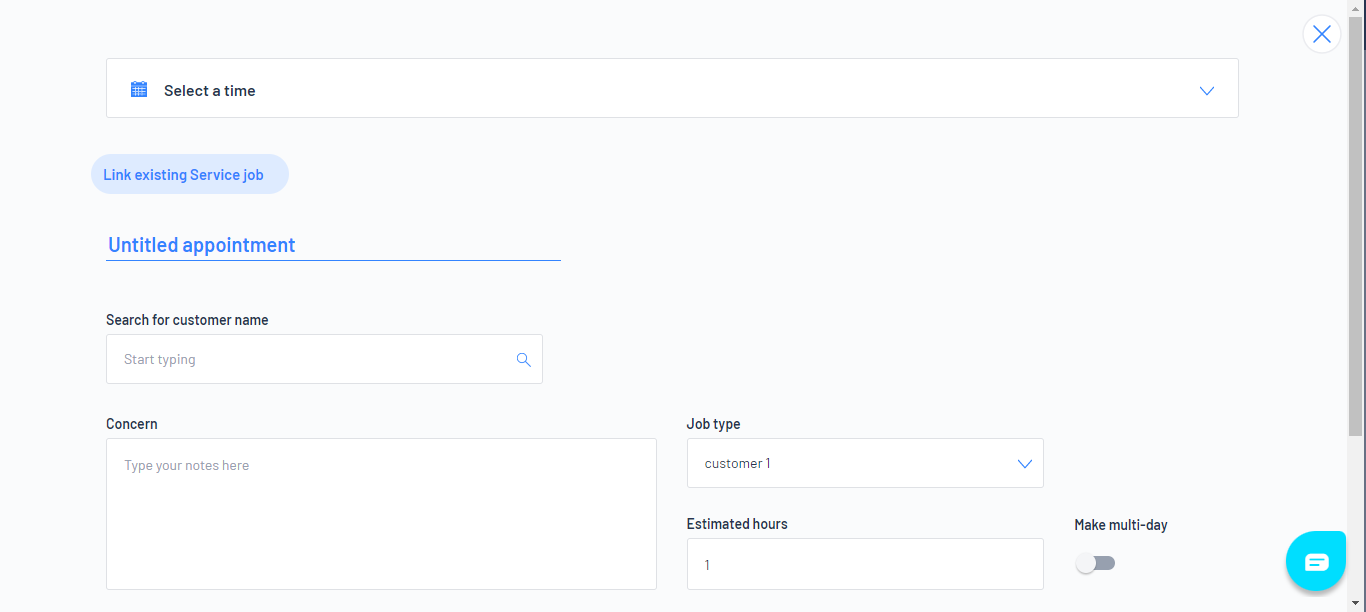 Select a time
Link existing Service job
Untitled appointment
Search for customer name
Start typing
Concern
Type your notes here
Job type
customer 1
Estimated hours
1
Make multi-day